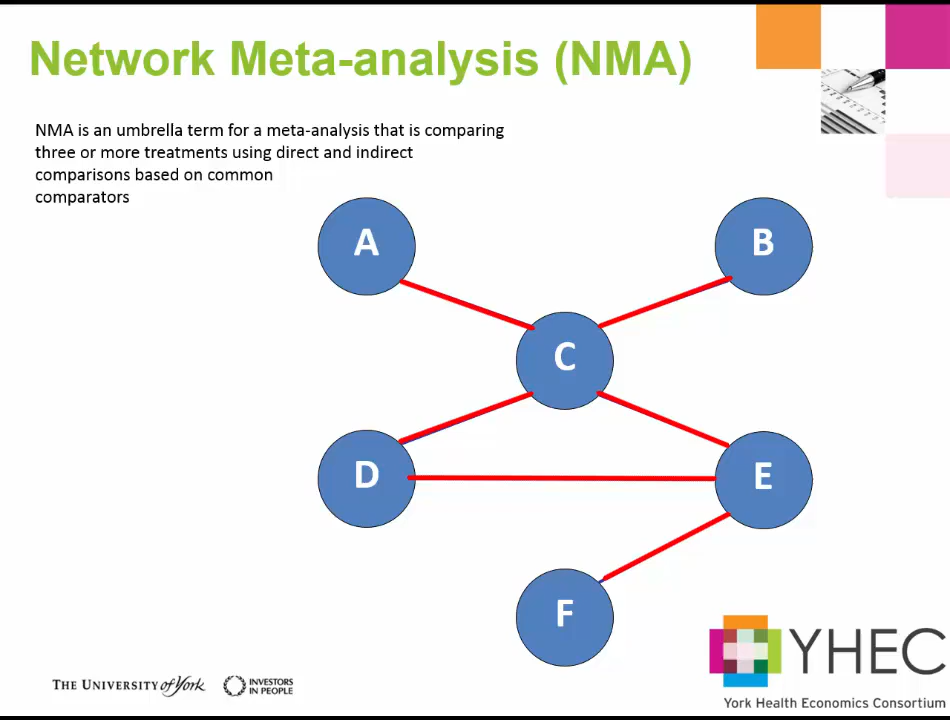 Network Meta-analysis (NMA)
NMA is an umbrella term for a meta-analysis that is comparing
three or more treatments using direct and indirect
comparisons based on common
comparators
A
B
C
D
E
F
THE UNIVERSITY of York
INVESTORS
IN PEOPLE
YHEC
York Health Economics Consortium